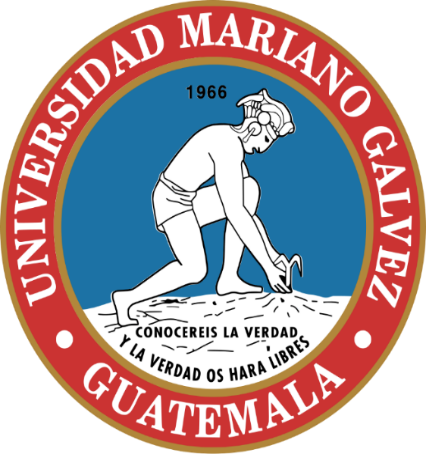 UNIVERSIDAD MARIANO GALVEZ
1966
CONOCEREIS LA VERDAD
Y LA VERDAD OS HARA LIBRES
GUATEMALA